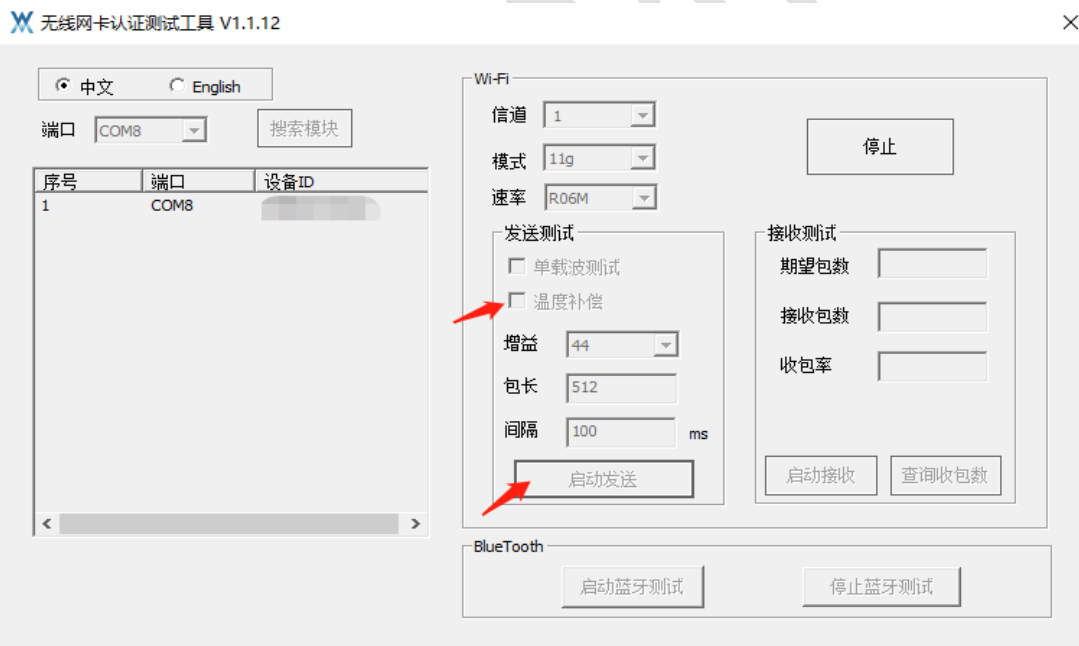 无线网卡认证测试工具 V1.1.12
中文 English
端口 COM8 搜索模块
序号 端口 设备ID
1 COM8
Wi-Fi
信道 1
模式 11g
速率 R06M
停止
发送测试
单载波测试
温度补偿
增益 44
包长 512
间隔 100 ms
启动发送
接收测试
期望包数
接收包数
收包率
启动接收 查询收包数
BlueTooth
启动蓝牙测试 停止蓝牙测试